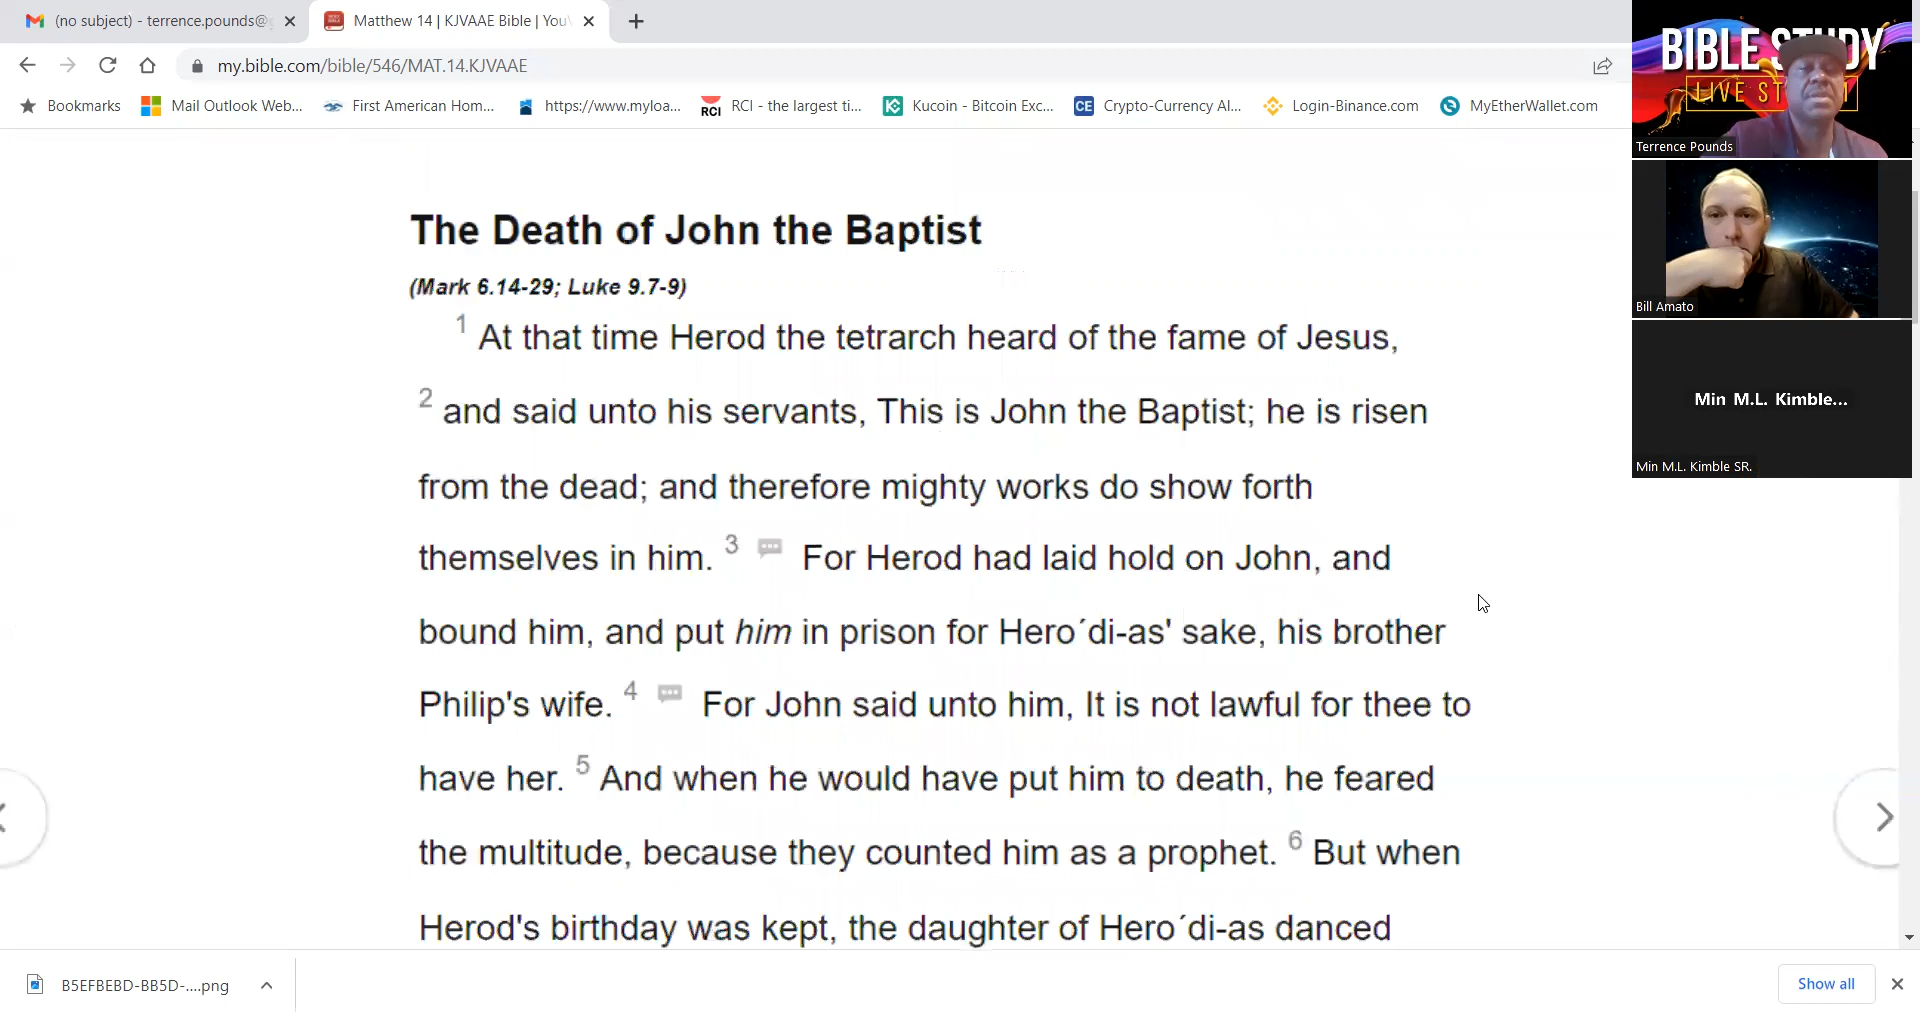 (no subject) - terrence.pounds@g
Matthew 14 | KJVAAE Bible | YouV
my.bible.com/bible/546/MAT.14.KJVAAE
Bookmarks
Mail Outlook Web...
First American Hom...
https://www.myloa...
RCI
RCI - the largest ti...
Kucoin - Bitcoin Exc...
CE
Crypto-Currency Al...
Login-Binance.com
MyEtherWallet.com
The Death of John the Baptist
(Mark 6.14-29; Luke 9.7-9)
1 At that time Herod the tetrarch heard of the fame of Jesus,
2 and said unto his servants, This is John the Baptist; he is risen
from the dead; and therefore mighty works do show forth
themselves in him. 3 For Herod had laid hold on John, and
bound him, and put him in prison for Hero´di-as' sake, his brother
Philip's wife. 4 For John said unto him, It is not lawful for thee to
have her. 5 And when he would have put him to death, he feared
the multitude, because they counted him as a prophet. 6 But when
Herod's birthday was kept, the daughter of Hero´di-as danced
BIBLE S DY
LIVE ST
Terrence Pounds
Bill Amato
Min M.L. Kimble...
Min M.L. Kimble SR.
B5EFBEBD-BB5D-....png
Show all